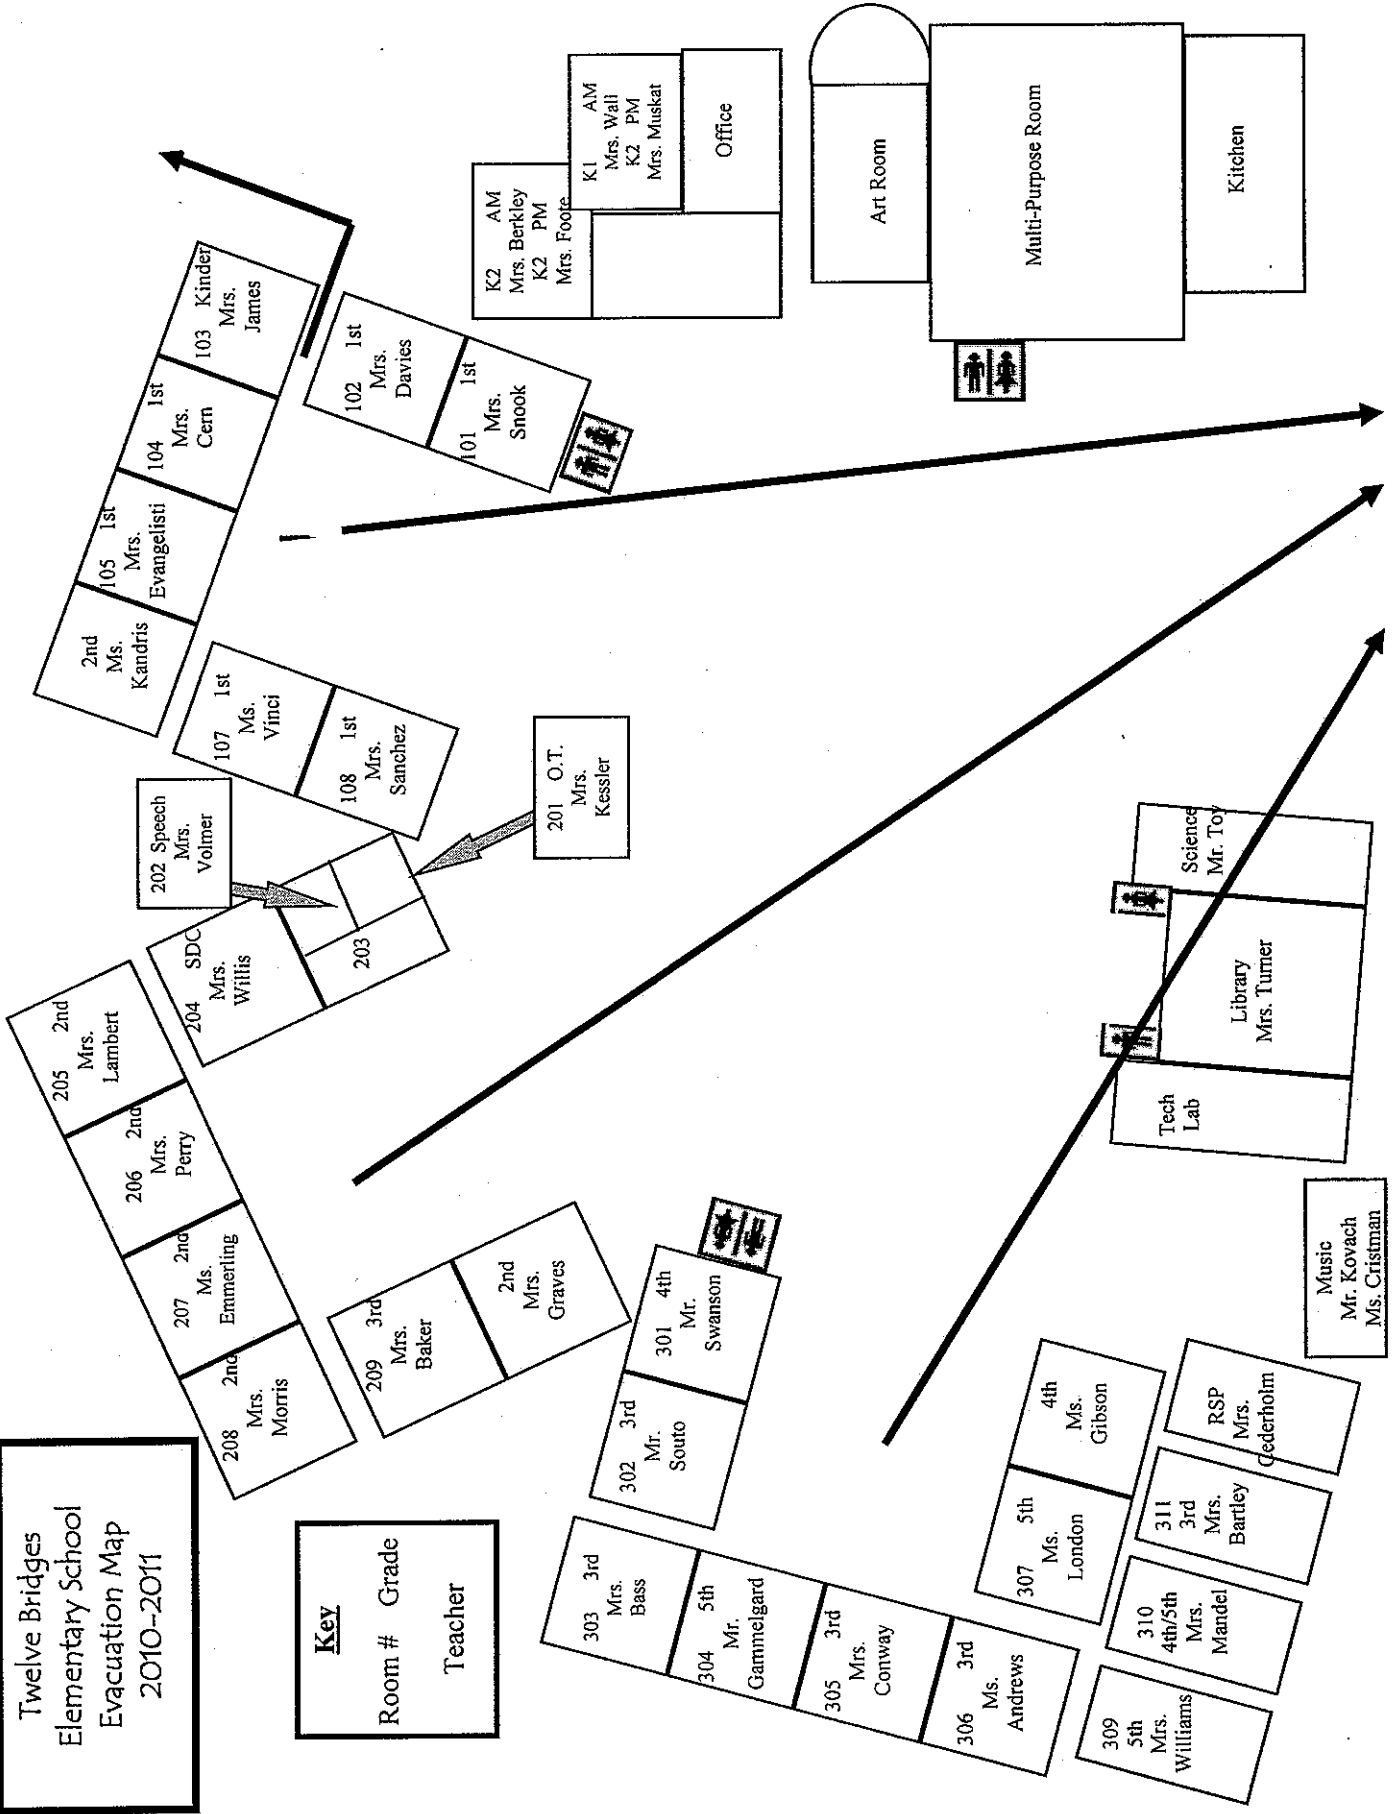 Twelve Bridges
Elementary School
Evacuation Map
2010-2011
Key
Room # Grade
Teacher
208 2nd
Mrs.
Morris
207 2nd
Ms.
Emmerling
206 2nd
Mrs.
Perry
205 2nd
Mrs.
Lambert
204 SDC
Mrs.
Willis
203
202 Speech
Mrs.
Volmer
201 O.T.
Mrs.
Kessler
209 3rd
Mrs.
Baker
2nd
Mrs.
Graves
2nd
Ms.
Kandris
105 1st
Mrs.
Evangelisti
104 1st
Mrs.
Cern
103 Kinder
Mrs.
James
107 1st
Ms.
Vinci
108 1st
Mrs.
Sanchez
102 1st
Mrs.
Davies
101 1st
Mrs.
Snook
K2 AM
Mrs. Berkley
K2 PM
Mrs. Foote
K1 AM
Mrs. Wall
K2 PM
Mrs. Muskat
Office
Art Room
Multi-Purpose Room
Kitchen
301 4th
Mr.
Swanson
302 3rd
Mr.
Souto
303 3rd
Mrs.
Bass
304 5th
Mr.
Gammelgard
305 3rd
Mrs.
Conway
306 3rd
Ms.
Andrews
307 5th
Ms.
London
4th
Ms.
Gibson
309
5th
Mrs.
Williams
310
4th/5th
Mrs.
Mandel
311
3rd
Mrs.
Bartley
RSP
Mrs.
Cederholm
Music
Mr. Kovach
Ms. Cristman
Tech
Lab
Library
Mrs. Turner
Science
Mr. Toy